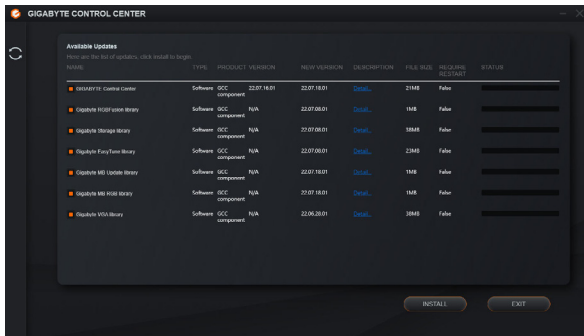 GIGABYTE CONTROL CENTER
Available Updates
Here are the list of updates, click install to begin.
NAME TYPE PRODUCT VERSION NEW VERSION DESCRIPTION FILE SIZE REQUIRE RESTART STATUS
GIGABYTE Control Center Software GCC component 22.07.16.01 22.07.18.01 Detail... 21MB False
Gigabyte RGBFusion library Software GCC component N/A 22.07.08.01 Detail... 1MB False
Gigabyte Storage library Software GCC component N/A 22.07.08.01 Detail... 38MB False
Gigabyte EasyTune library Software GCC component N/A 22.07.08.01 Detail... 23MB False
Gigabyte MB Update library Software GCC component N/A 22.07.18.01 Detail... 1MB False
Gigabyte MB RGB library Software GCC component N/A 22.07.18.01 Detail... 1MB False
Gigabyte VGA library Software GCC component N/A 22.06.28.01 Detail... 38MB False
INSTALL EXIT